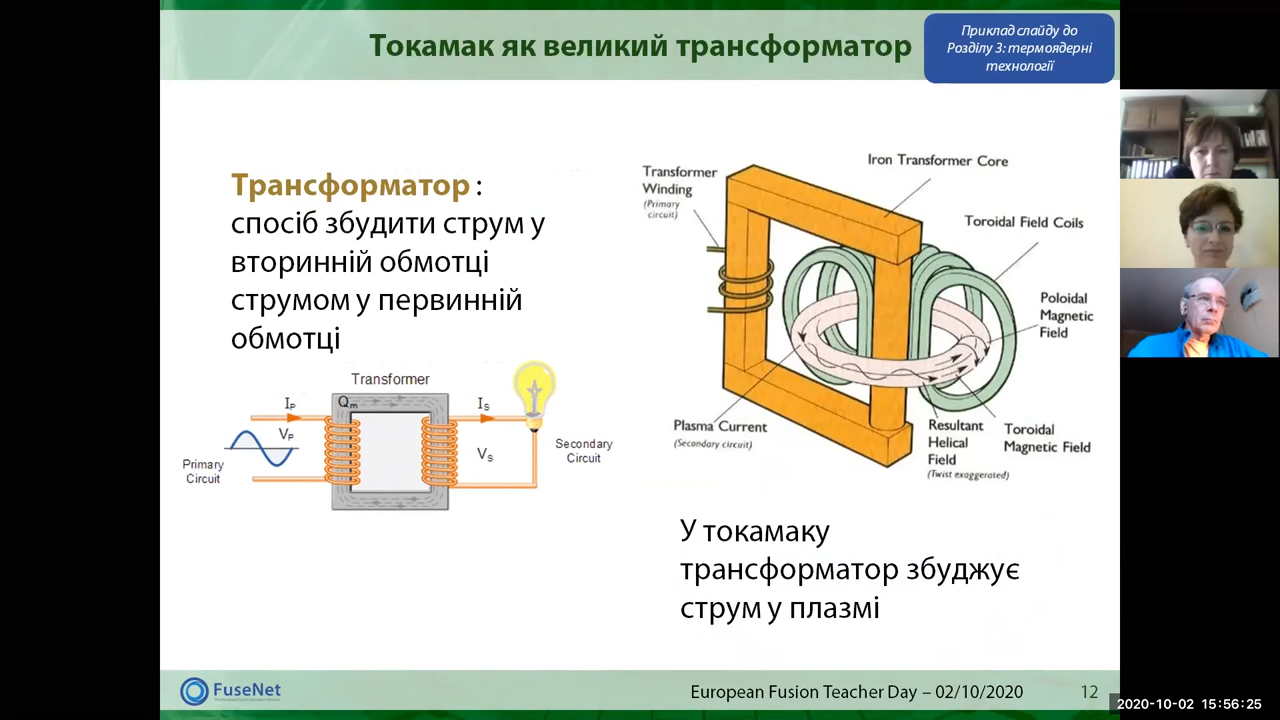 Токамак як великий трансформатор
Приклад слайду до
Розділу 3: термоядерні
технології
Трансформатор :
спосіб збудити струм у
вторинній обмотці
струмом у первинній
обмотці
Transformer
Iₚ
Qₘ
Iₛ
Vₚ
Vₛ
Primary
Circuit
Secondary
Circuit
Transformer
Winding
(Primary
circuit)
Iron Transformer Core
Toroidal Field Coils
Poloidal
Magnetic
Field
Plasma Current
(Secondary circuit)
Resultant
Helical
Field
(Twist exaggerated)
Toroidal
Magnetic Field
У токамаку
трансформатор збуджує
струм у плазмі
FuseNet
European Fusion Teacher Day – 02/10/2020
12
2020-10-02 15:56:25